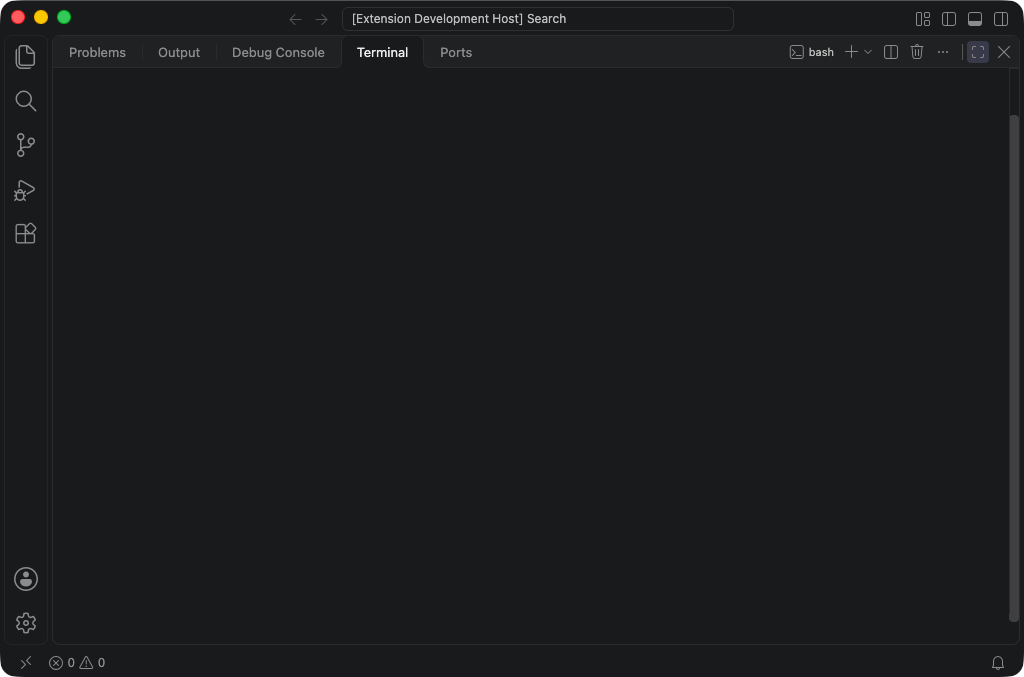 [Extension Development Host] Search
Problems Output Debug Console Terminal Ports bash
0 0